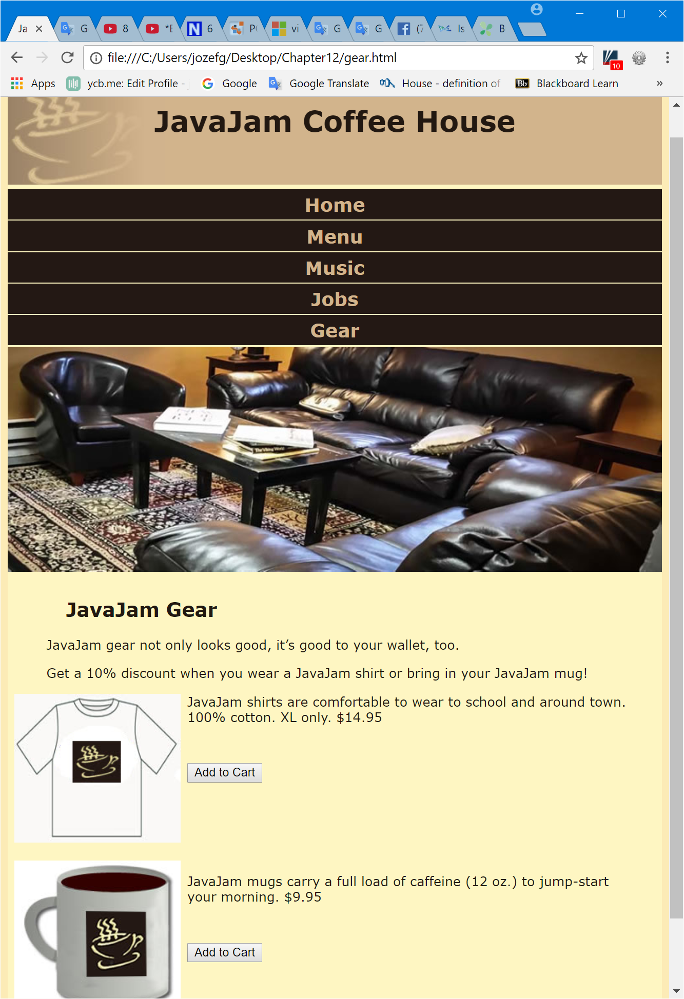 Ja
G
8
*E
6
P
vi
G
G
(7
Is
B
file:///C:/Users/jozefg/Desktop/Chapter12/gear.html
10
Apps
ycb.me: Edit Profile -
Google
Google Translate
House - definition of
Bb
Blackboard Learn
»
JavaJam Coffee House
Home
Menu
Music
Jobs
Gear
The Viking World
JavaJam Gear
JavaJam gear not only looks good, it’s good to your wallet, too.
Get a 10% discount when you wear a JavaJam shirt or bring in your JavaJam mug!
JavaJam shirts are comfortable to wear to school and around town.
100% cotton. XL only. $14.95
Add to Cart
JavaJam mugs carry a full load of caffeine (12 oz.) to jump-start
your morning. $9.95
Add to Cart